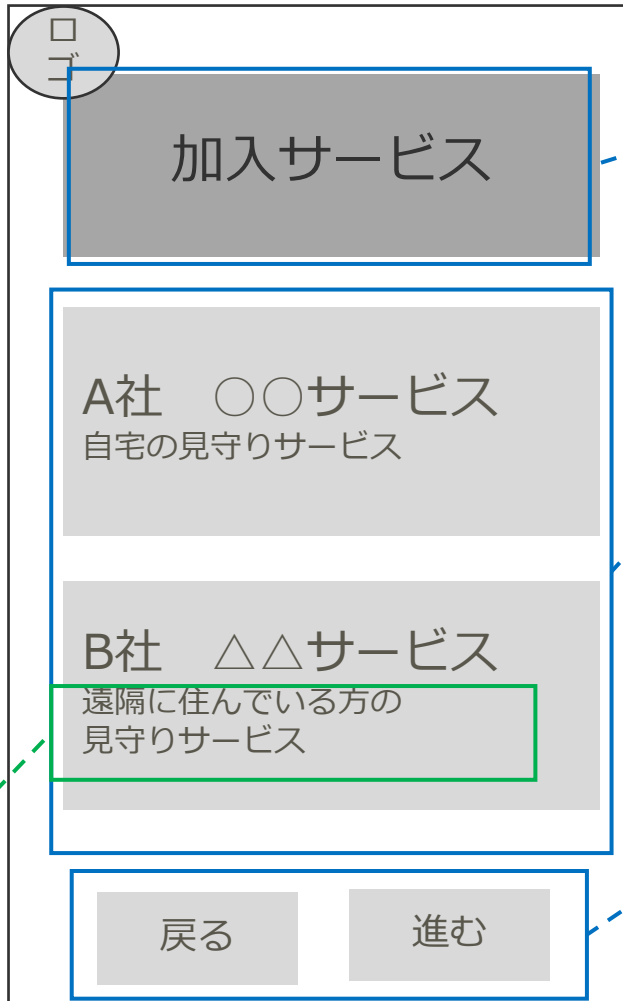 ロ
ゴ
加入サービス
A社　○○サービス
自宅の見守りサービス
B社　△△サービス
遠隔に住んでいる方の
見守りサービス
戻る
進む